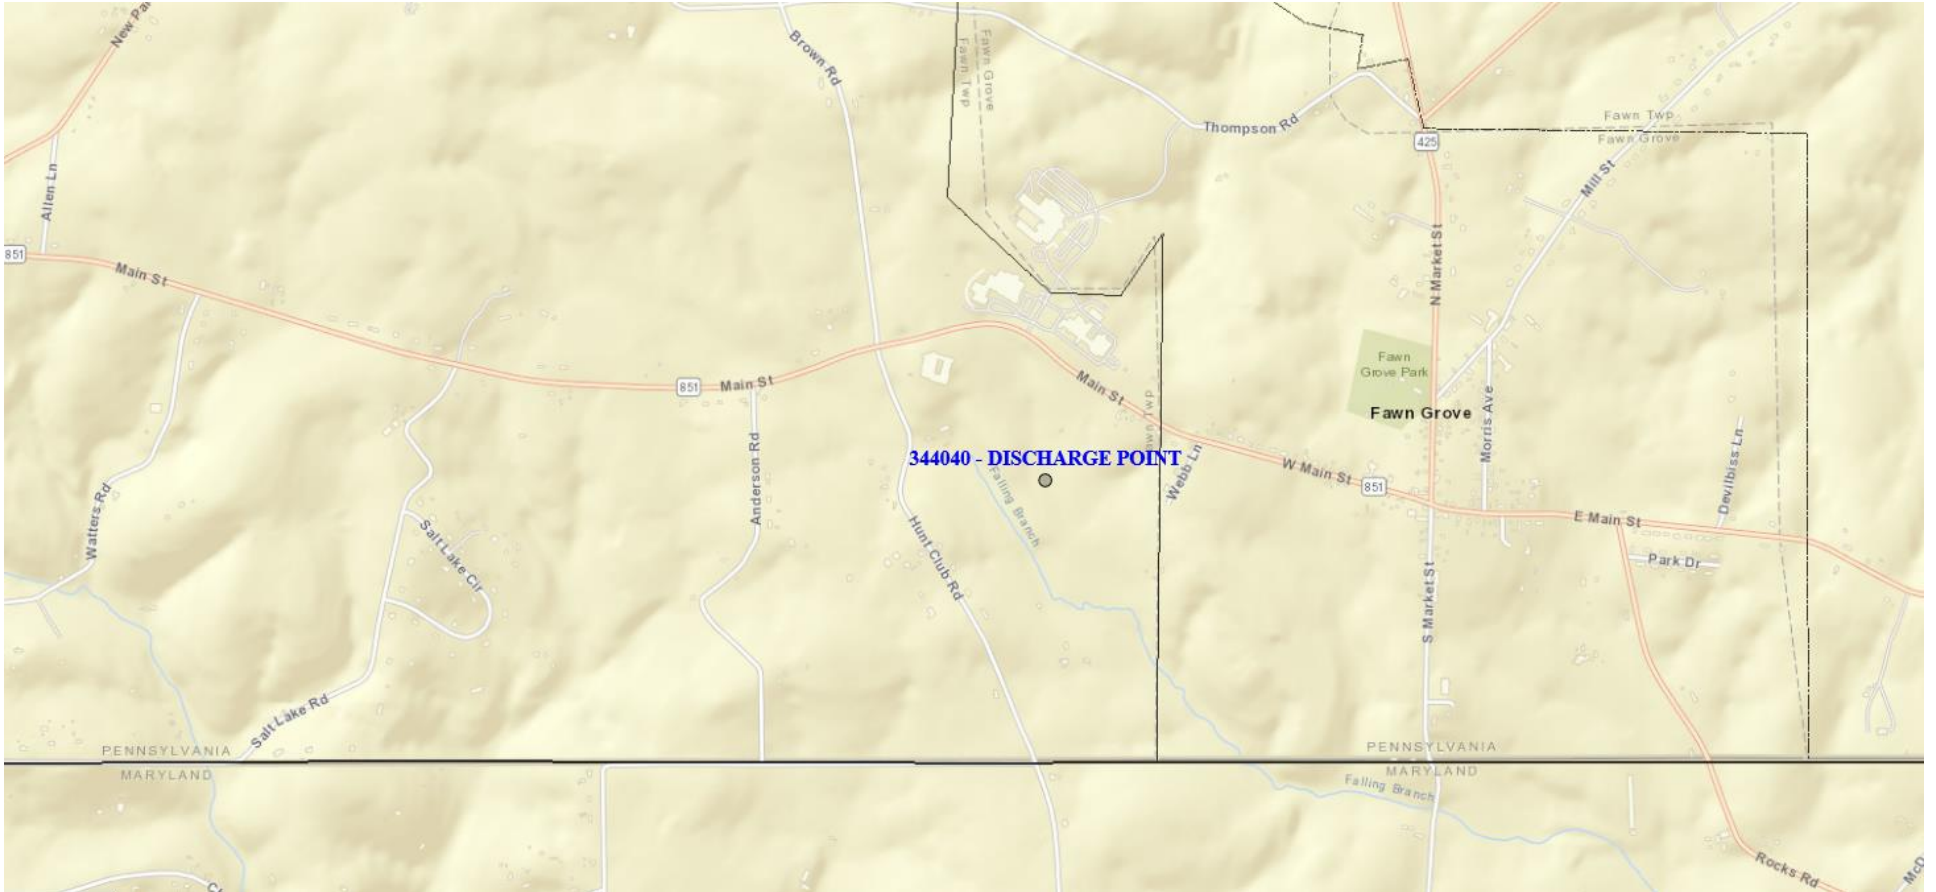 New Pa
Brown Rd
Fawn Grove
Fawn Twp
Thompson Rd
Fawn Twp
Fawn Grove
425
Mill St
Allen Ln
851
Main St
N Market St
Fawn
Grove Park
851
Main St
Main St
Fawn Grove
Morris Ave
Anderson Rd
344040 - DISCHARGE POINT
Webb Ln
W Main St
851
Devilbiss Ln
Watters Rd
Salt Lake Cir
Hunt Club Rd
Falling Branch
E Main St
Park Dr
S Market St
Salt Lake Rd
PENNSYLVANIA
MARYLAND
PENNSYLVANIA
MARYLAND
Falling Branch
Rocks Rd
McD